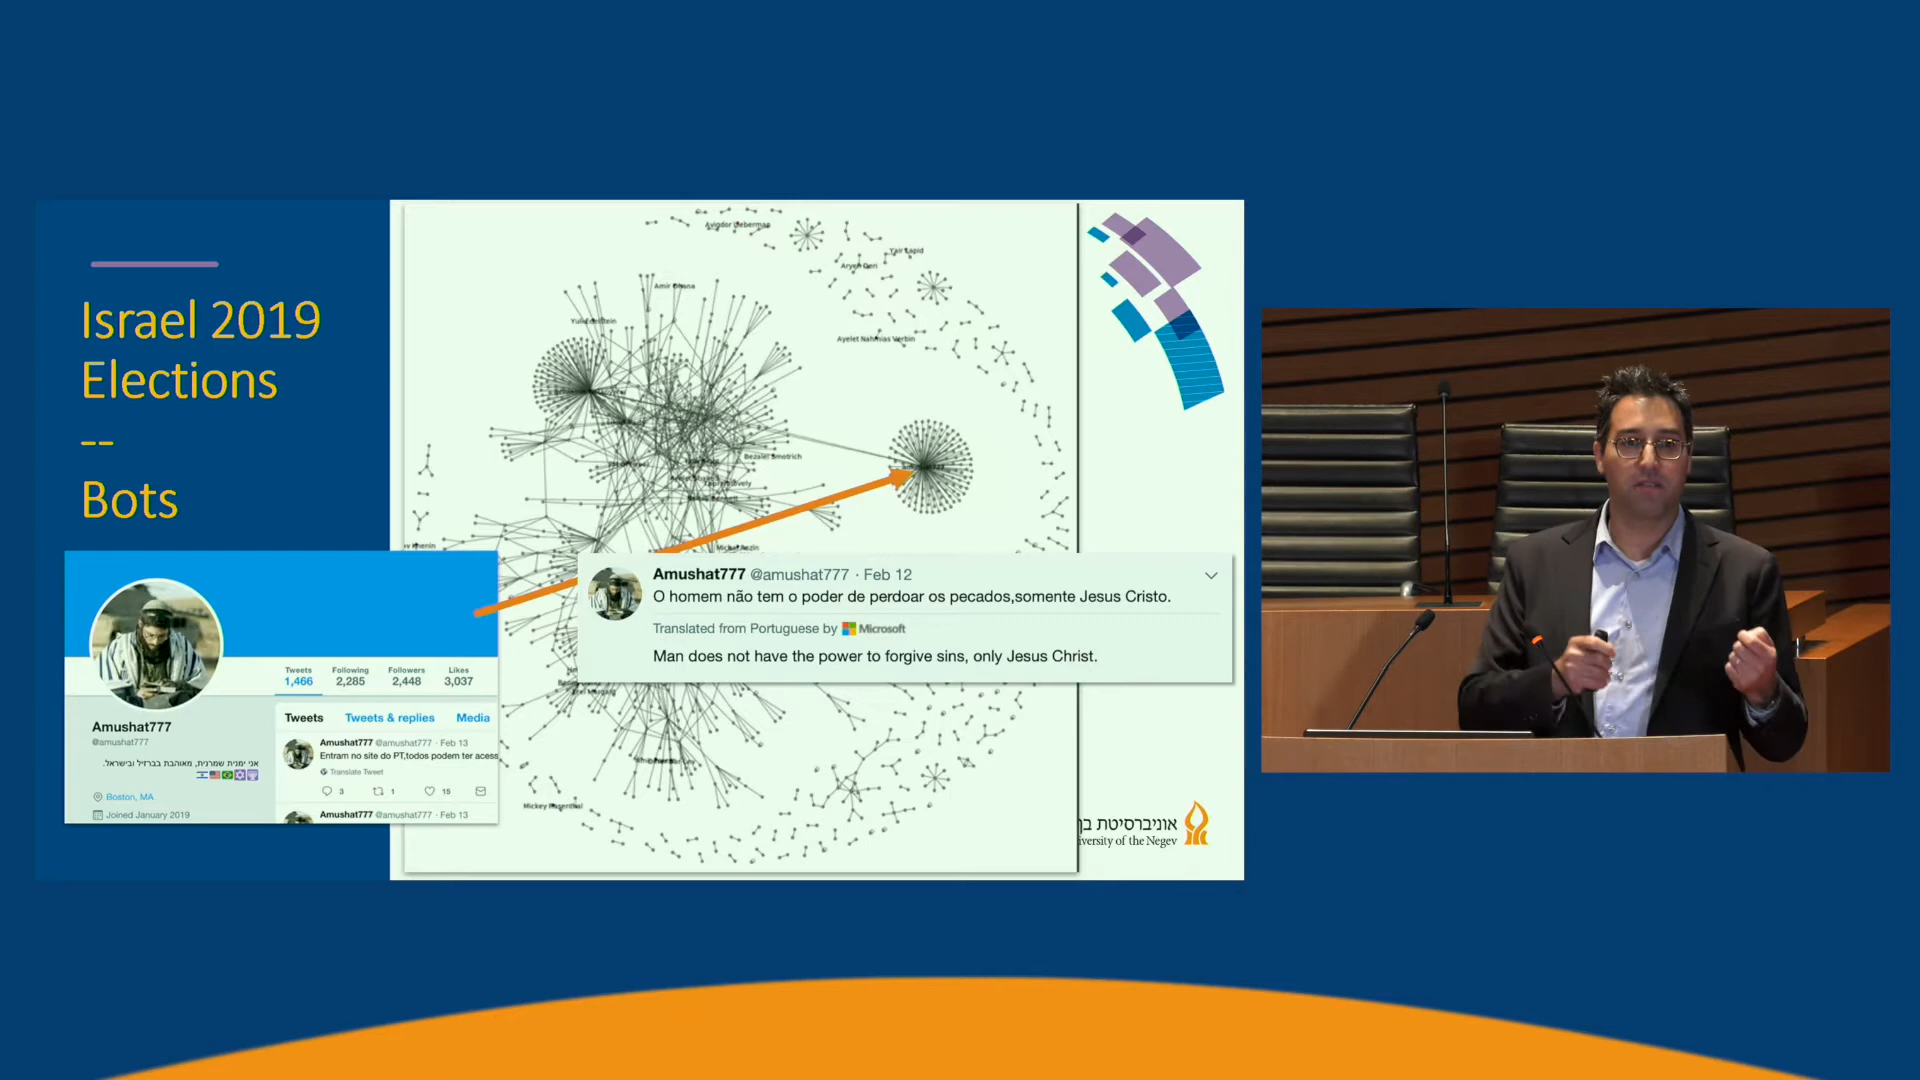 Israel 2019
Elections
--
Bots
Avigdor Lieberman
Yair Lapid
Aryeh Deri
Amir Ohana
Yuli Edelstein
Ayelet Nahmias Verbin
Bezalel Smotrich
Michal Rozin
Mickey Rosenthal
Amushat777 @amushat777 · Feb 12
O homem não tem o poder de perdoar os pecados,somente Jesus Cristo.
Translated from Portuguese by Microsoft
Man does not have the power to forgive sins, only Jesus Christ.
Tweets Following Followers Likes
1,466 2,285 2,448 3,037
Amushat777
@amushat777
אני ימנית שמרנית, מאוהבת בברזיל ובישראל.
Boston, MA
Joined January 2019
Tweets Tweets & replies Media
Amushat777 @amushat777 · Feb 13
Entram no site do PT,todos podem ter acess
Translate Tweet
3 1 15
Amushat777 @amushat777 · Feb 13
אוניברסיטת בן
iversity of the Negev